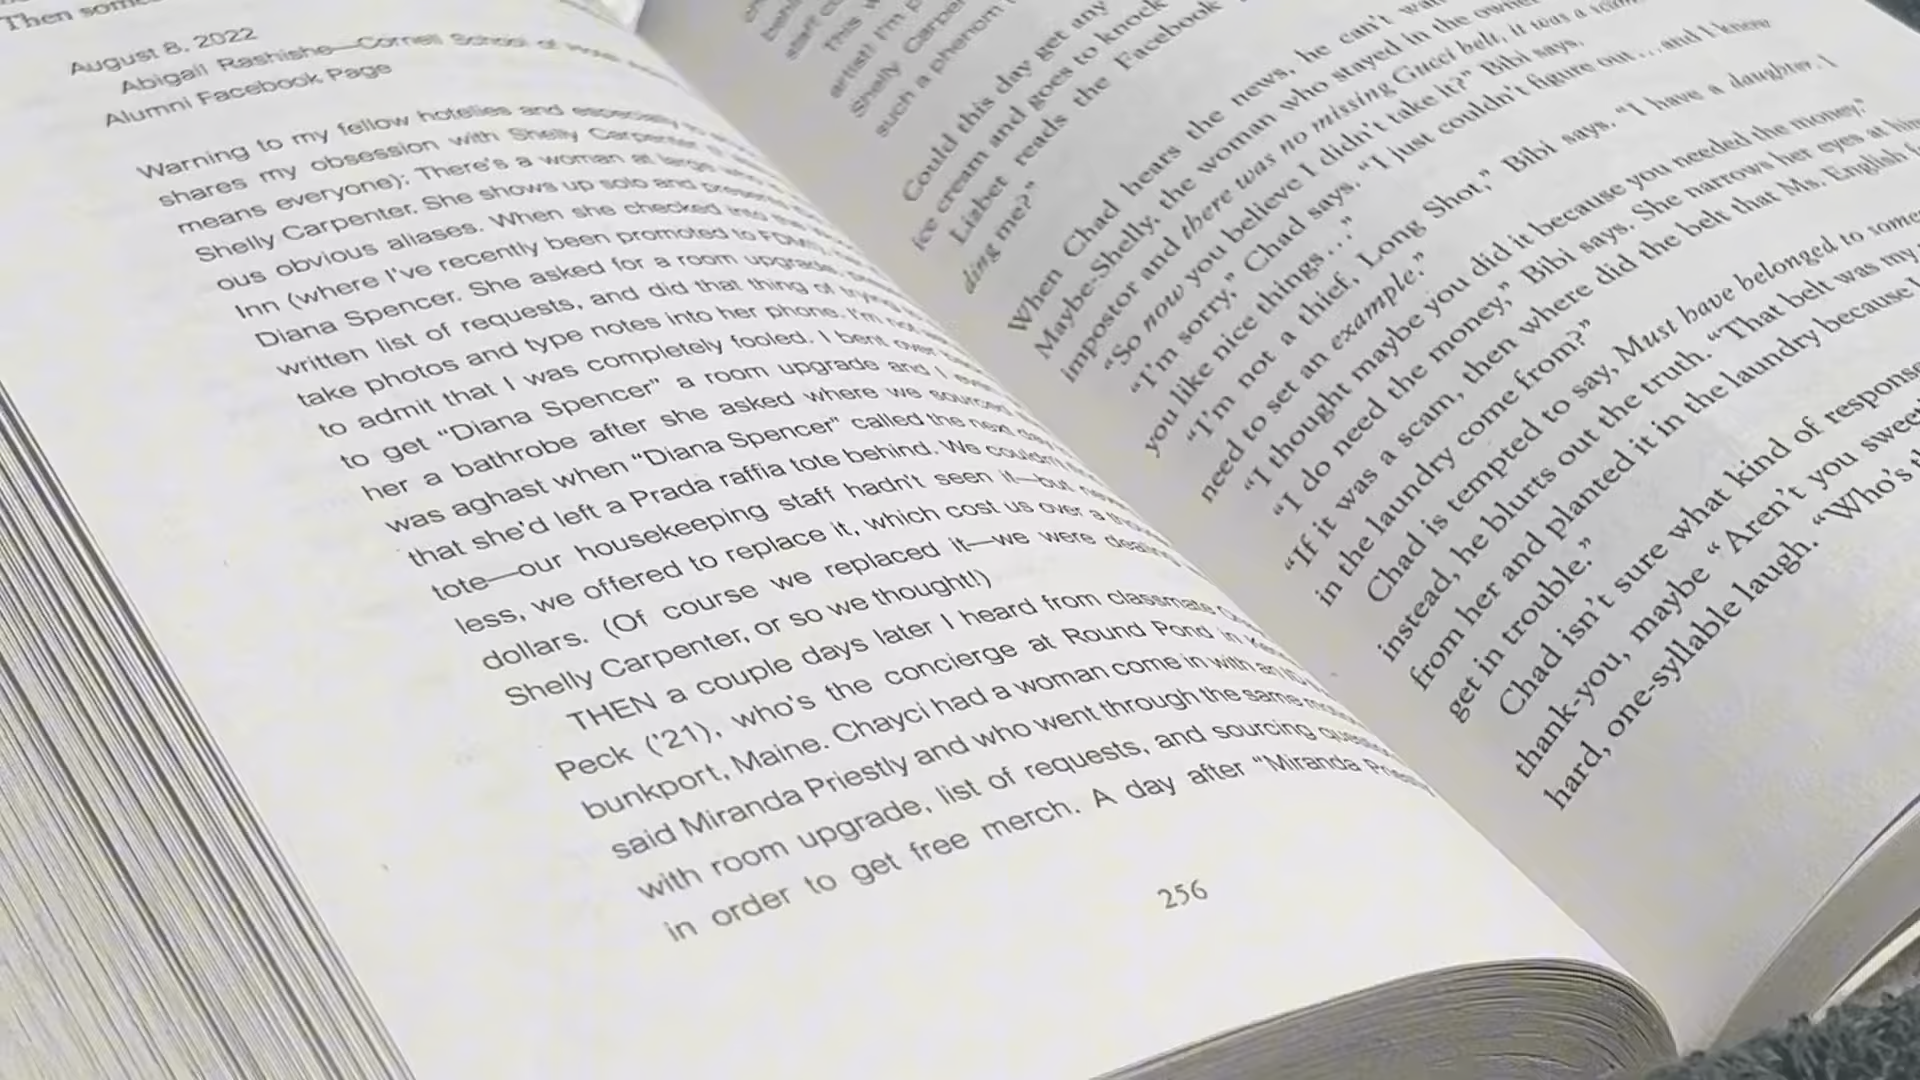 Then
August 8, 2022
Abigail Rashishe—Cornell School of
Alumni Facebook Page
Warning to my fellow hotelies and especially to
shares my obsession with Shelly Carpenter
means everyone): There's a woman at large
Shelly Carpenter. She shows up solo and
ous obvious aliases. When she checked into
Inn (where I've recently been promoted to
Diana Spencer. She asked for a room upgrade,
written list of requests, and did that thing of trying
take photos and type notes into her phone. I'm not
to admit that I was completely fooled. I bent over
to get “Diana Spencer” a room upgrade and I even
her a bathrobe after she asked where we sourced
was aghast when “Diana Spencer” called the next day
that she'd left a Prada raffia tote behind. We couldn't
tote—our housekeeping staff hadn't seen it—but
less, we offered to replace it, which cost us over a
dollars. (Of course we replaced it—we were dealing
Shelly Carpenter, or so we thought!)
THEN a couple days later I heard from classmate
Peck ('21), who's the concierge at Round Pond in
bunkport, Maine. Chayci had a woman come in with an ID
said Miranda Priestly and who went through the same
with room upgrade, list of requests, and sourcing
in order to get free merch. A day after “Miranda
256
This
artist! I'm
Shelly
such a phenom
Could this day get any
ice cream and goes to knock
Lizbet reads the Facebook
ding me?”
When Chad hears the news, he can't
Maybe-Shelly, the woman who stayed in the owner
impostor and there was no missing Gucci belt, it was a scam.
“So now you believe I didn't take it?” Bibi says.
“I'm sorry,” Chad says. “I just couldn't figure out…and I know
you like nice things…”
“I'm not a thief, Long Shot,” Bibi says. “I have a daughter. I
need to set an example.”
“I thought maybe you did it because you needed the money.”
“I do need the money,” Bibi says. She narrows her eyes at
“If it was a scam, then where did the belt that Ms. English
in the laundry come from?”
Chad is tempted to say, Must have belonged to
instead, he blurts out the truth. “That belt was my
from her and planted it in the laundry because I
get in trouble.”
Chad isn't sure what kind of response
thank-you, maybe “Aren't you
hard, one-syllable laugh. “Who's